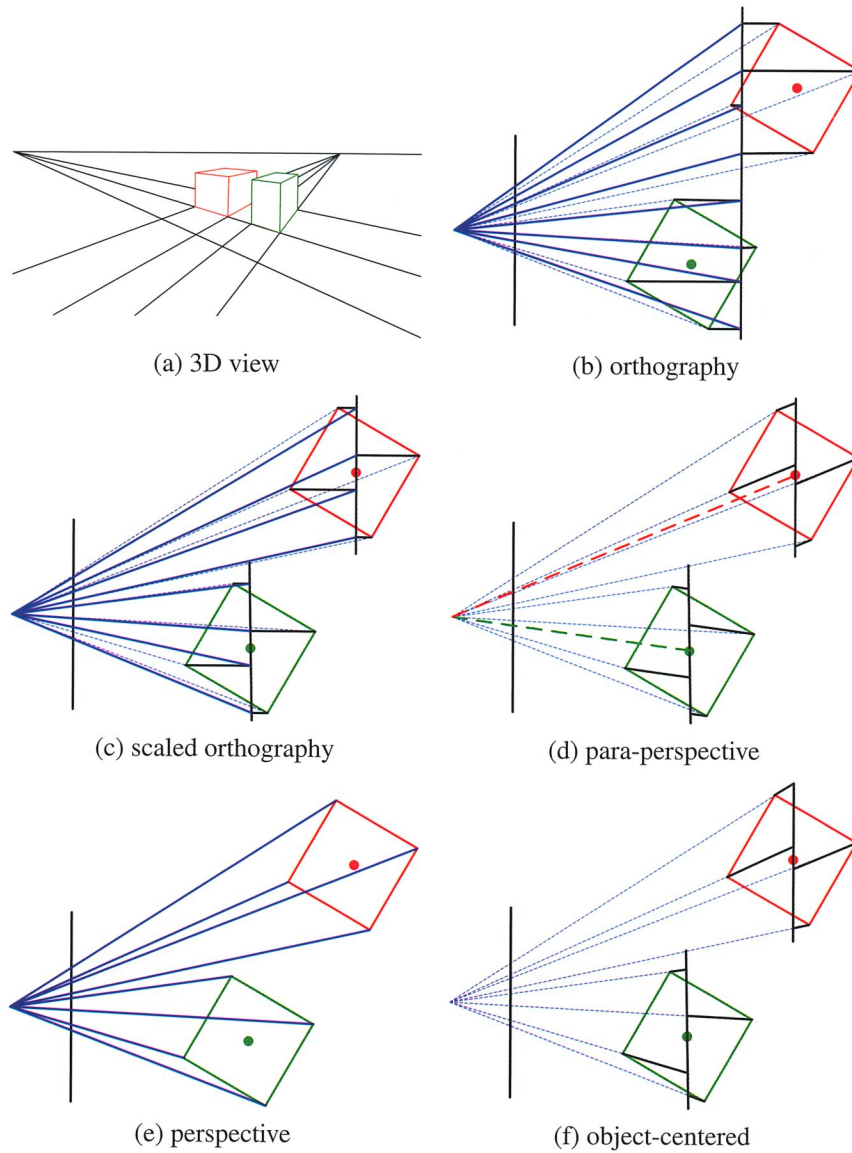 (a) 3D view
(b) orthography
(c) scaled orthography
(d) para-perspective
(e) perspective
(f) object-centered